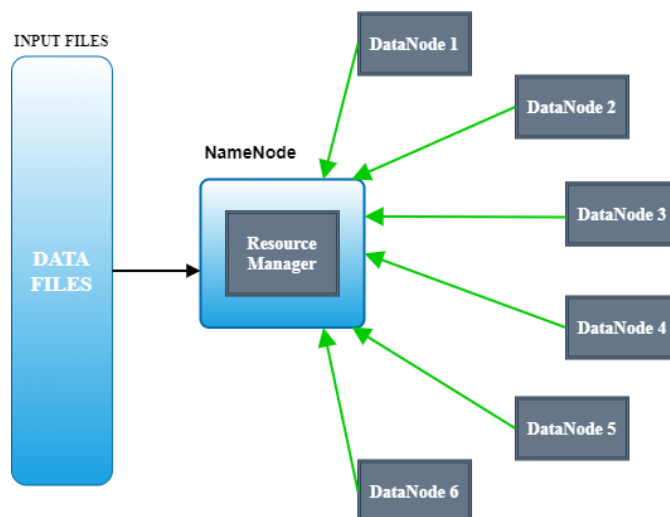 INPUT FILES
DATA
FILES
NameNode
Resource
Manager
DataNode 1
DataNode 2
DataNode 3
DataNode 4
DataNode 5
DataNode 6